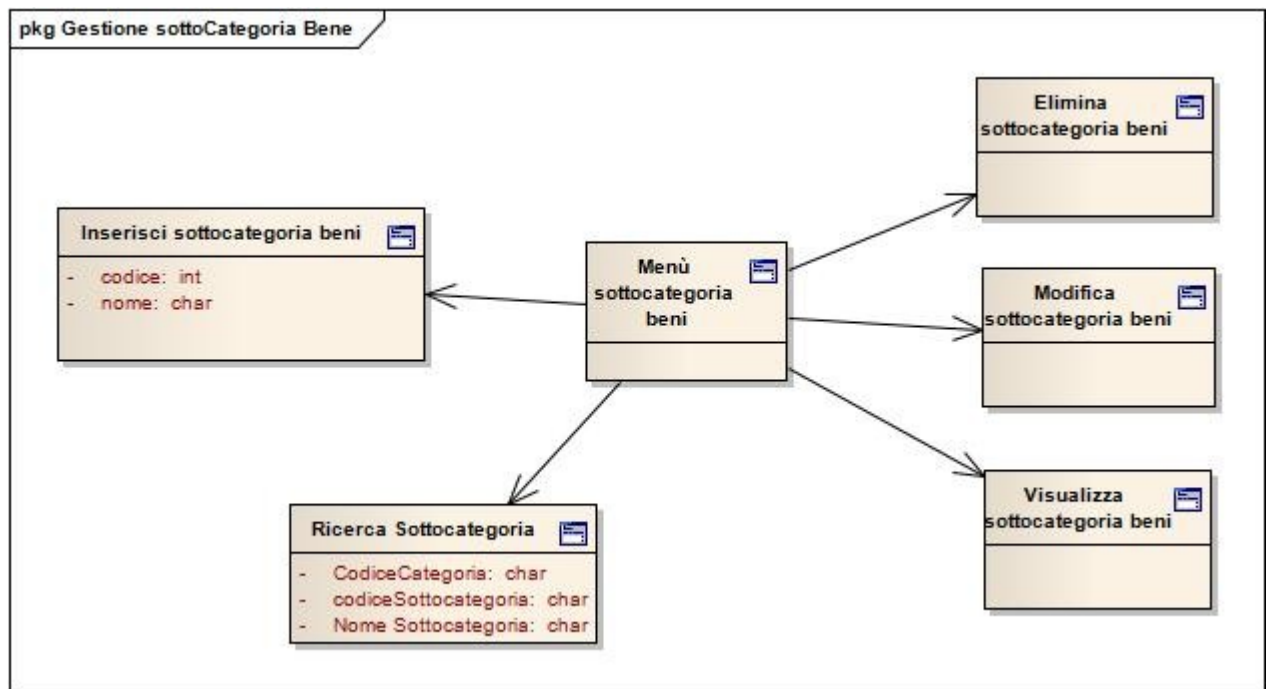 pkg Gestione sottoCategoria Bene
Elimina
sottocategoria beni
Inserisci sottocategoria beni
- codice: int
- nome: char
Menù
sottocategoria
beni
Modifica
sottocategoria beni
Visualizza
sottocategoria beni
Ricerca Sottocategoria
- CodiceCategoria: char
- codiceSottocategoria: char
- Nome Sottocategoria: char